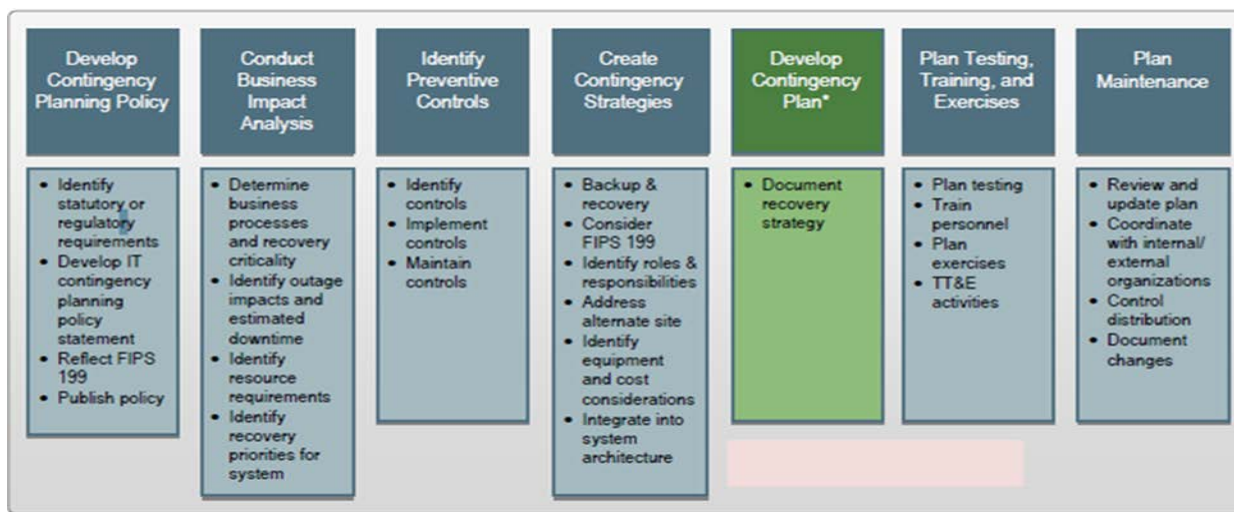 Develop
Contingency
Planning Policy
• Identify
statutory or
regulatory
requirements
• Develop IT
contingency
planning
policy
statement
• Reflect FIPS
199
• Publish policy
Conduct
Business
Impact
Analysis
• Determine
business
processes
and recovery
criticality
• Identify outage
impacts and
estimated
downtime
• Identify
resource
requirements
• Identify
recovery
priorities for
system
Identify
Preventive
Controls
• Identify
controls
• Implement
controls
• Maintain
controls
Create
Contingency
Strategies
• Backup &
recovery
• Consider
FIPS 199
• Identify roles &
responsibilities
• Address
alternate site
• Identify
equipment
and cost
considerations
• Integrate into
system
architecture
Develop
Contingency
Plan*
• Document
recovery
strategy
Plan Testing,
Training, and
Exercises
• Plan testing
• Train
personnel
• Plan
exercises
• TT&E
activities
Plan
Maintenance
• Review and
update plan
• Coordinate
with internal/
external
organizations
• Control
distribution
• Document
changes